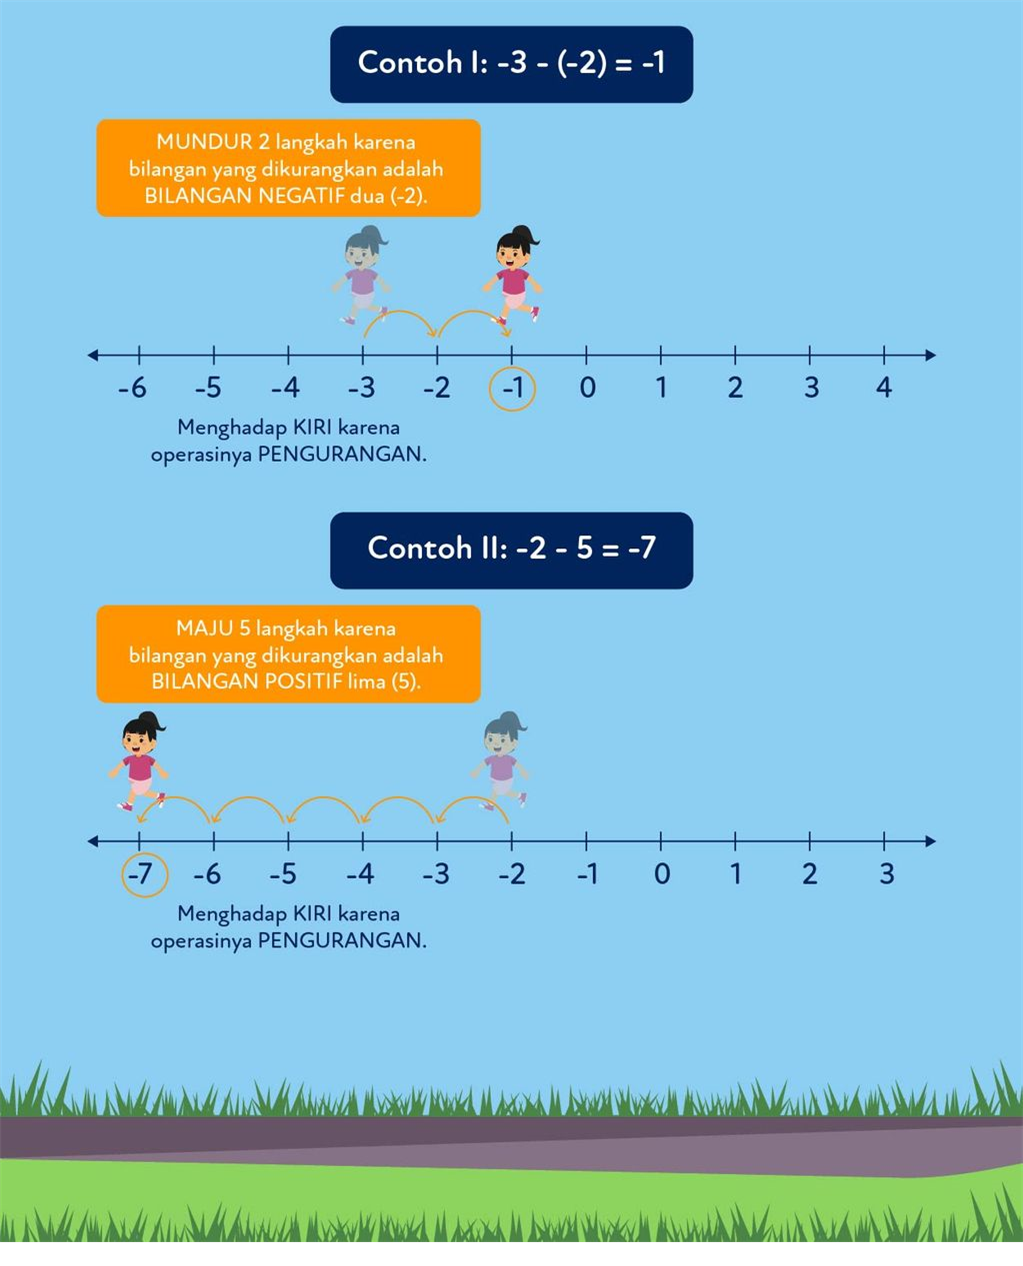 Contoh I: -3 - (-2) = -1
MUNDUR 2 langkah karena
bilangan yang dikurangkan adalah
BILANGAN NEGATIF dua (-2).
-6 -5 -4 -3 -2 -1 0 1 2 3 4
Menghadap KIRI karena
operasinya PENGURANGAN.
Contoh II: -2 - 5 = -7
MAJU 5 langkah karena
bilangan yang dikurangkan adalah
BILANGAN POSITIF lima (5).
-7 -6 -5 -4 -3 -2 -1 0 1 2 3
Menghadap KIRI karena
operasinya PENGURANGAN.